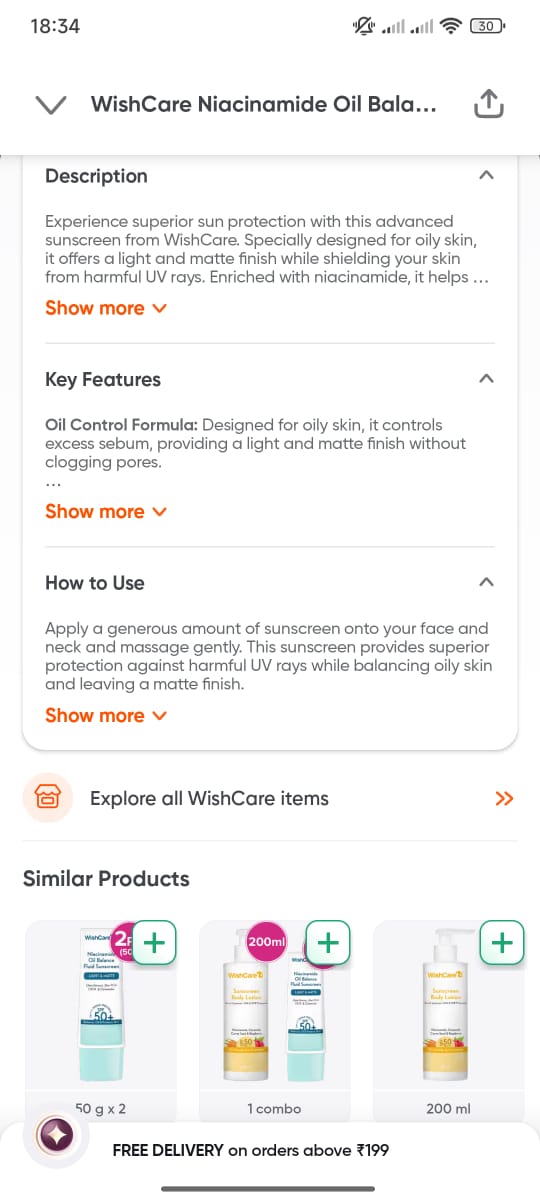 18:34
30
WishCare Niacinamide Oil Bala...
Description
Experience superior sun protection with this advanced
sunscreen from WishCare. Specially designed for oily skin,
it offers a light and matte finish while shielding your skin
from harmful UV rays. Enriched with niacinamide, it helps ...
Show more
Key Features
Oil Control Formula: Designed for oily skin, it controls
excess sebum, providing a light and matte finish without
clogging pores.
...
Show more
How to Use
Apply a generous amount of sunscreen onto your face and
neck and massage gently. This sunscreen provides superior
protection against harmful UV rays while balancing oily skin
and leaving a matte finish.
Show more
Explore all WishCare items
Similar Products
WishCare
Niacinamide
Oil Balance
Fluid Sunscreen
LIGHT & MATTE
50+
200ml
WishCare
Sunscreen
Body Lotion
Niacinamide
Oil Balance
Fluid Sunscreen
LIGHT & MATTE
50+
WishCare
Sunscreen
Body Lotion
50 g x 2
1 combo
200 ml
FREE DELIVERY on orders above ₹199